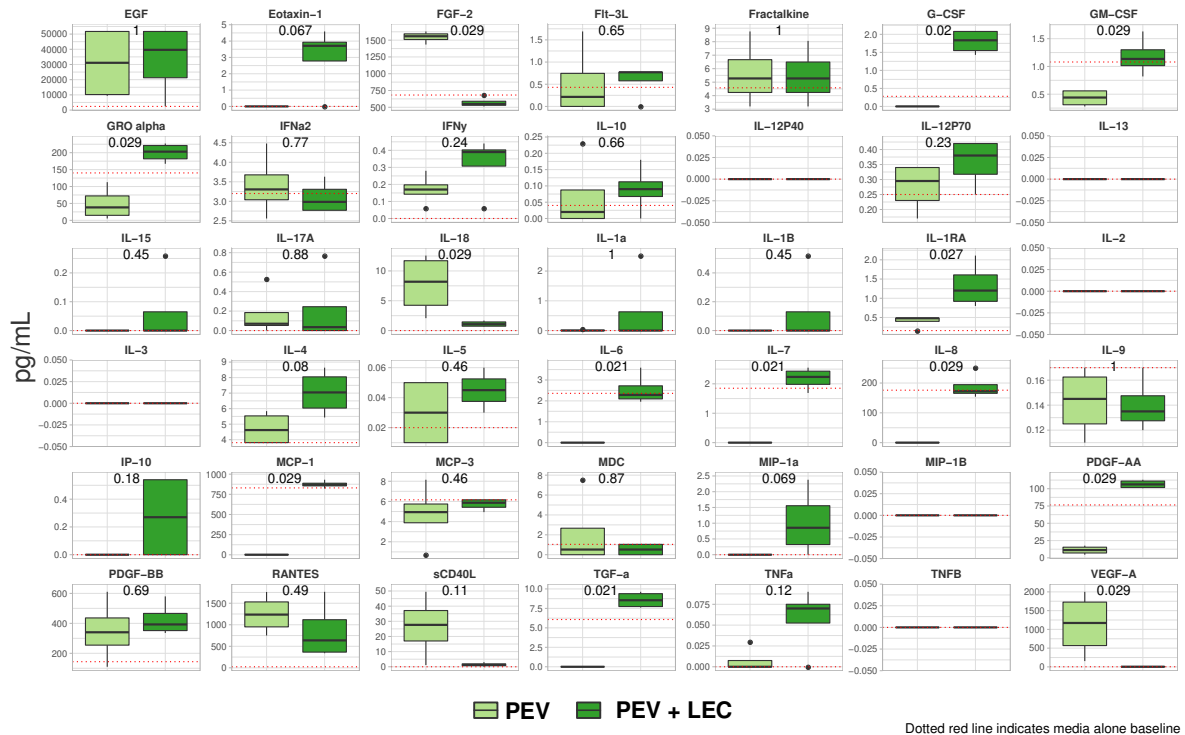 EGF Eotaxin−1 FGF−2 Flt−3L Fractalkine G−CSF GM−CSF
1 0.067 0.029 0.65 1 0.02 0.029
50000 40000 30000 20000 10000 0
5 4 3 2 1 0
1500 1000 500
1.5 1.0 0.5 0.0
9 8 7 6 5 4 3
2.0 1.5 1.0 0.5 0.0
1.5 1.0 0.5
GRO alpha IFNa2 IFNy IL−10 IL−12P40 IL−12P70 IL−13
0.029 0.77 0.24 0.66 0.23
200 150 100 50 0
4.5 4.0 3.5 3.0 2.5
0.4 0.3 0.2 0.1 0.0
0.25 0.20 0.15 0.10 0.05 0.00
0.050 0.025 0.000 −0.025 −0.050
0.40 0.35 0.30 0.25 0.20
0.050 0.025 0.000 −0.025 −0.050
IL−15 IL−17A IL−18 IL−1a IL−1B IL−1RA IL−2
0.45 0.88 0.029 1 0.45 0.027
0.2 0.1 0.0
0.8 0.6 0.4 0.2 0.0
10 5 0
2 1 0
0.4 0.2 0.0
2.0 1.5 1.0 0.5
0.050 0.025 0.000 −0.025 −0.050
pg/mL
IL−3 IL−4 IL−5 IL−6 IL−7 IL−8 IL−9
0.08 0.46 0.021 0.021 0.029 1
0.050 0.025 0.000 −0.025 −0.050
9 8 7 6 5 4
0.06 0.04 0.02
3 2 1 0
2 1 0
200 100 0
0.16 0.14 0.12
IP−10 MCP−1 MCP−3 MDC MIP−1a MIP−1B PDGF−AA
0.18 0.029 0.46 0.87 0.069 0.029
0.4 0.2 0.0
1000 750 500 250 0
8 6 4 2
8 6 4 2 0
2.5 2.0 1.5 1.0 0.5 0.0
0.050 0.025 0.000 −0.025 −0.050
100 75 50 25 0
PDGF−BB RANTES sCD40L TGF−a TNFa TNFB VEGF−A
0.69 0.49 0.11 0.021 0.12 0.029
600 400 200
1500 1000 500 0
50 40 30 20 10 0
10.0 7.5 5.0 2.5 0.0
0.075 0.050 0.025 0.000
0.050 0.025 0.000 −0.025 −0.050
2000 1500 1000 500 0
PEV PEV + LEC
Dotted red line indicates media alone baseline